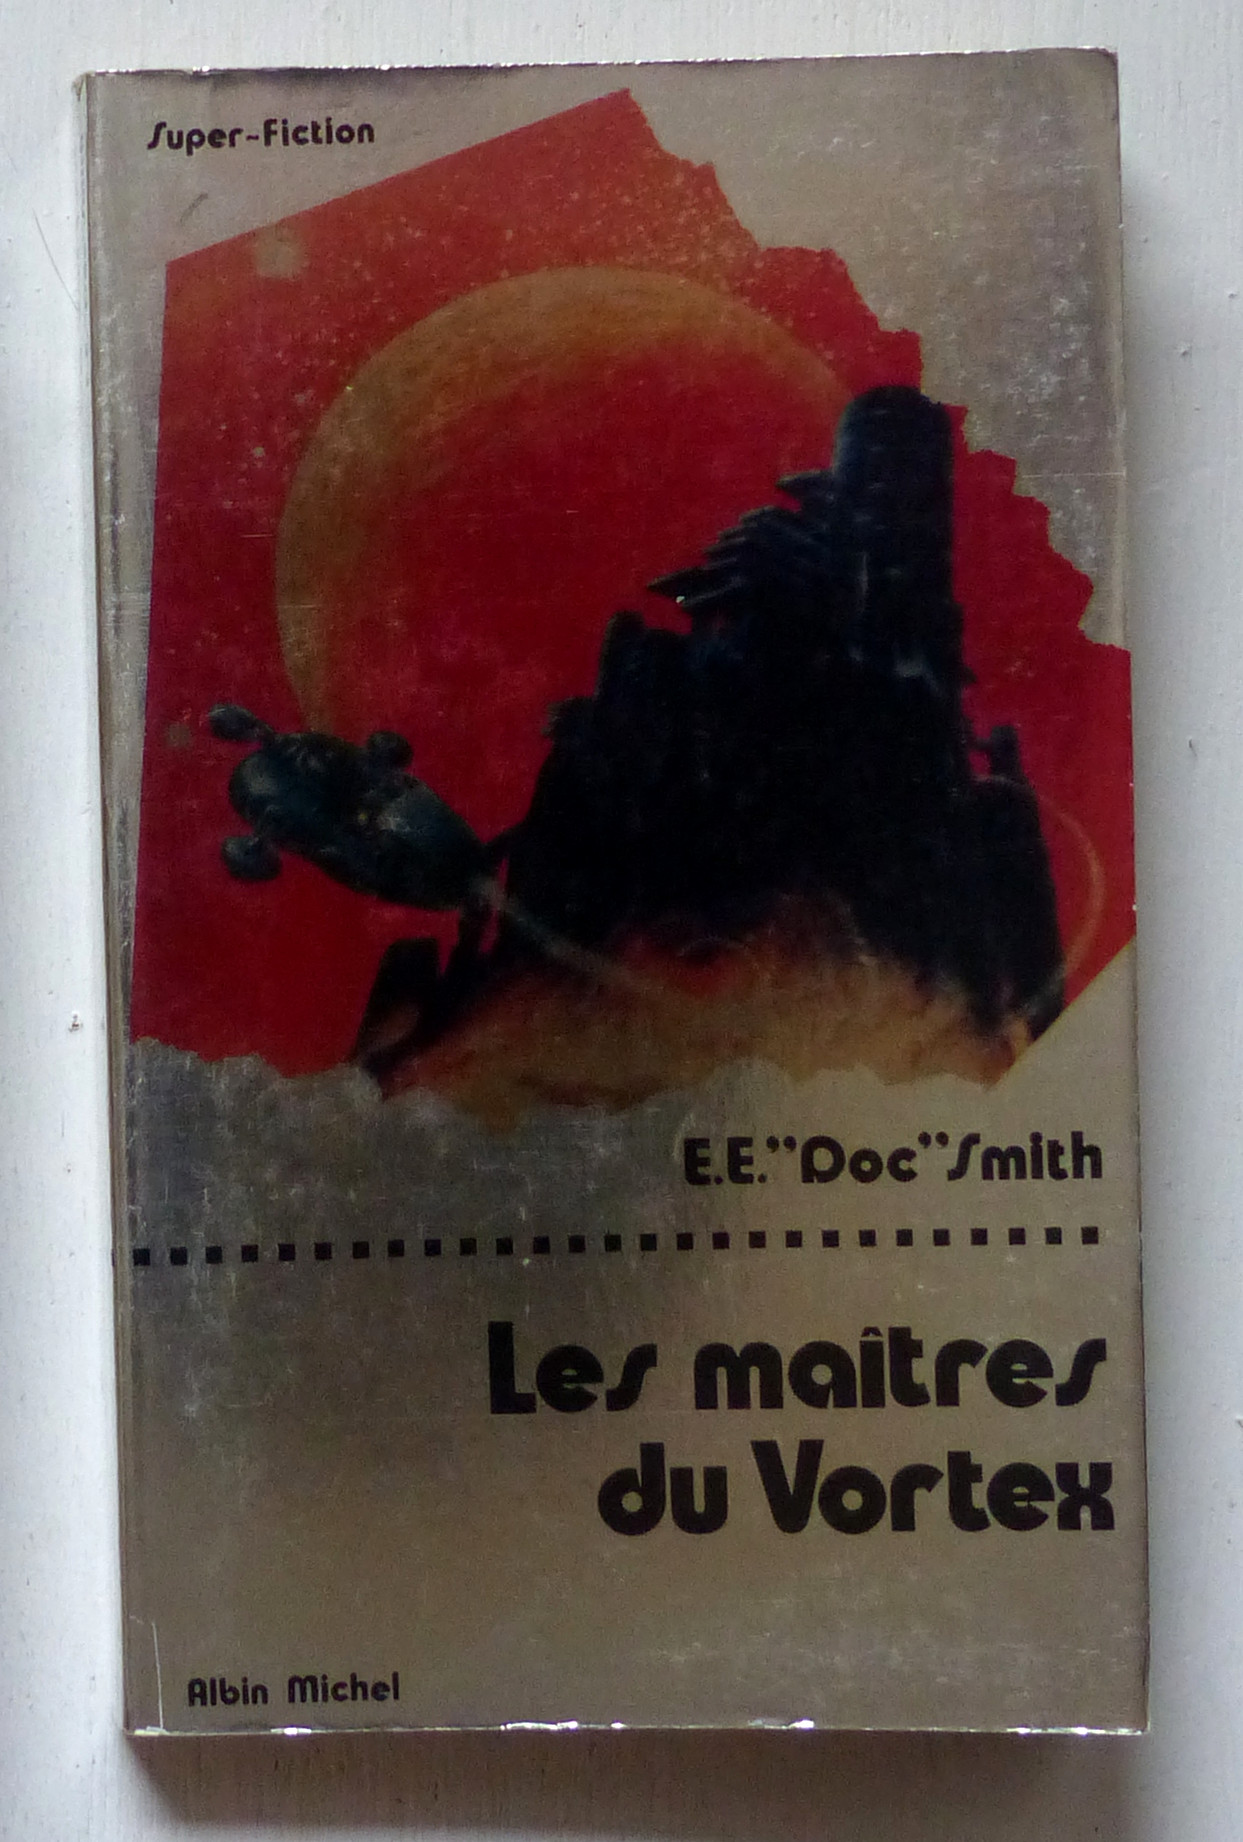 Super-Fiction
E.E."Doc"Smith
Les maîtres
du Vortex
Albin Michel